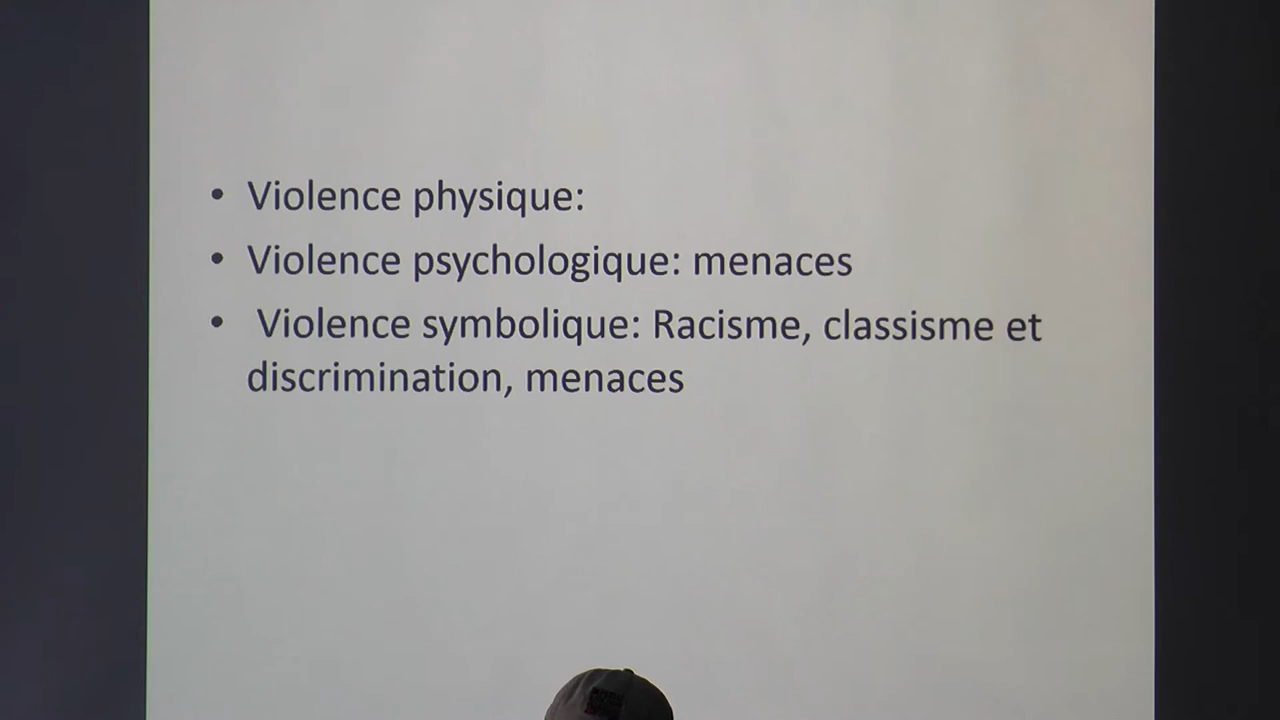 • Violence physique:
• Violence psychologique: menaces
• Violence symbolique: Racisme, classisme et
discrimination, menaces